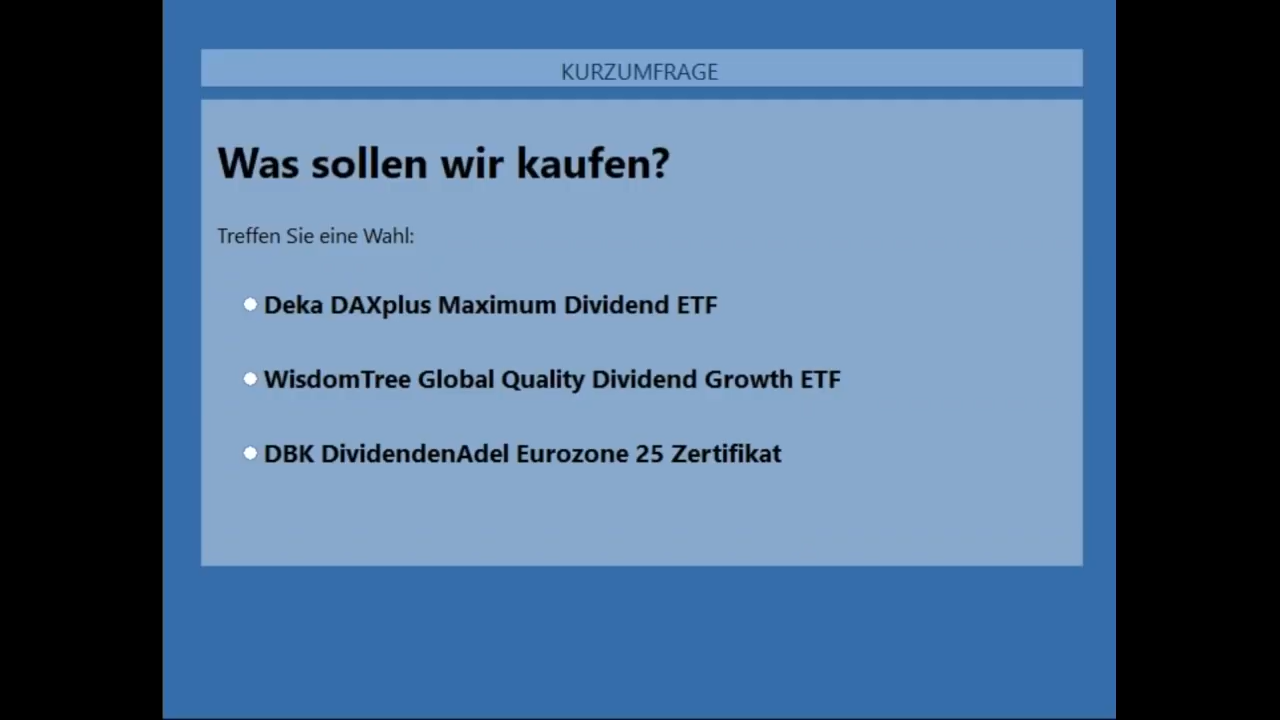 KURZUMFRAGE
Was sollen wir kaufen?
Treffen Sie eine Wahl:
Deka DAXplus Maximum Dividend ETF
WisdomTree Global Quality Dividend Growth ETF
DBK DividendenAdel Eurozone 25 Zertifikat